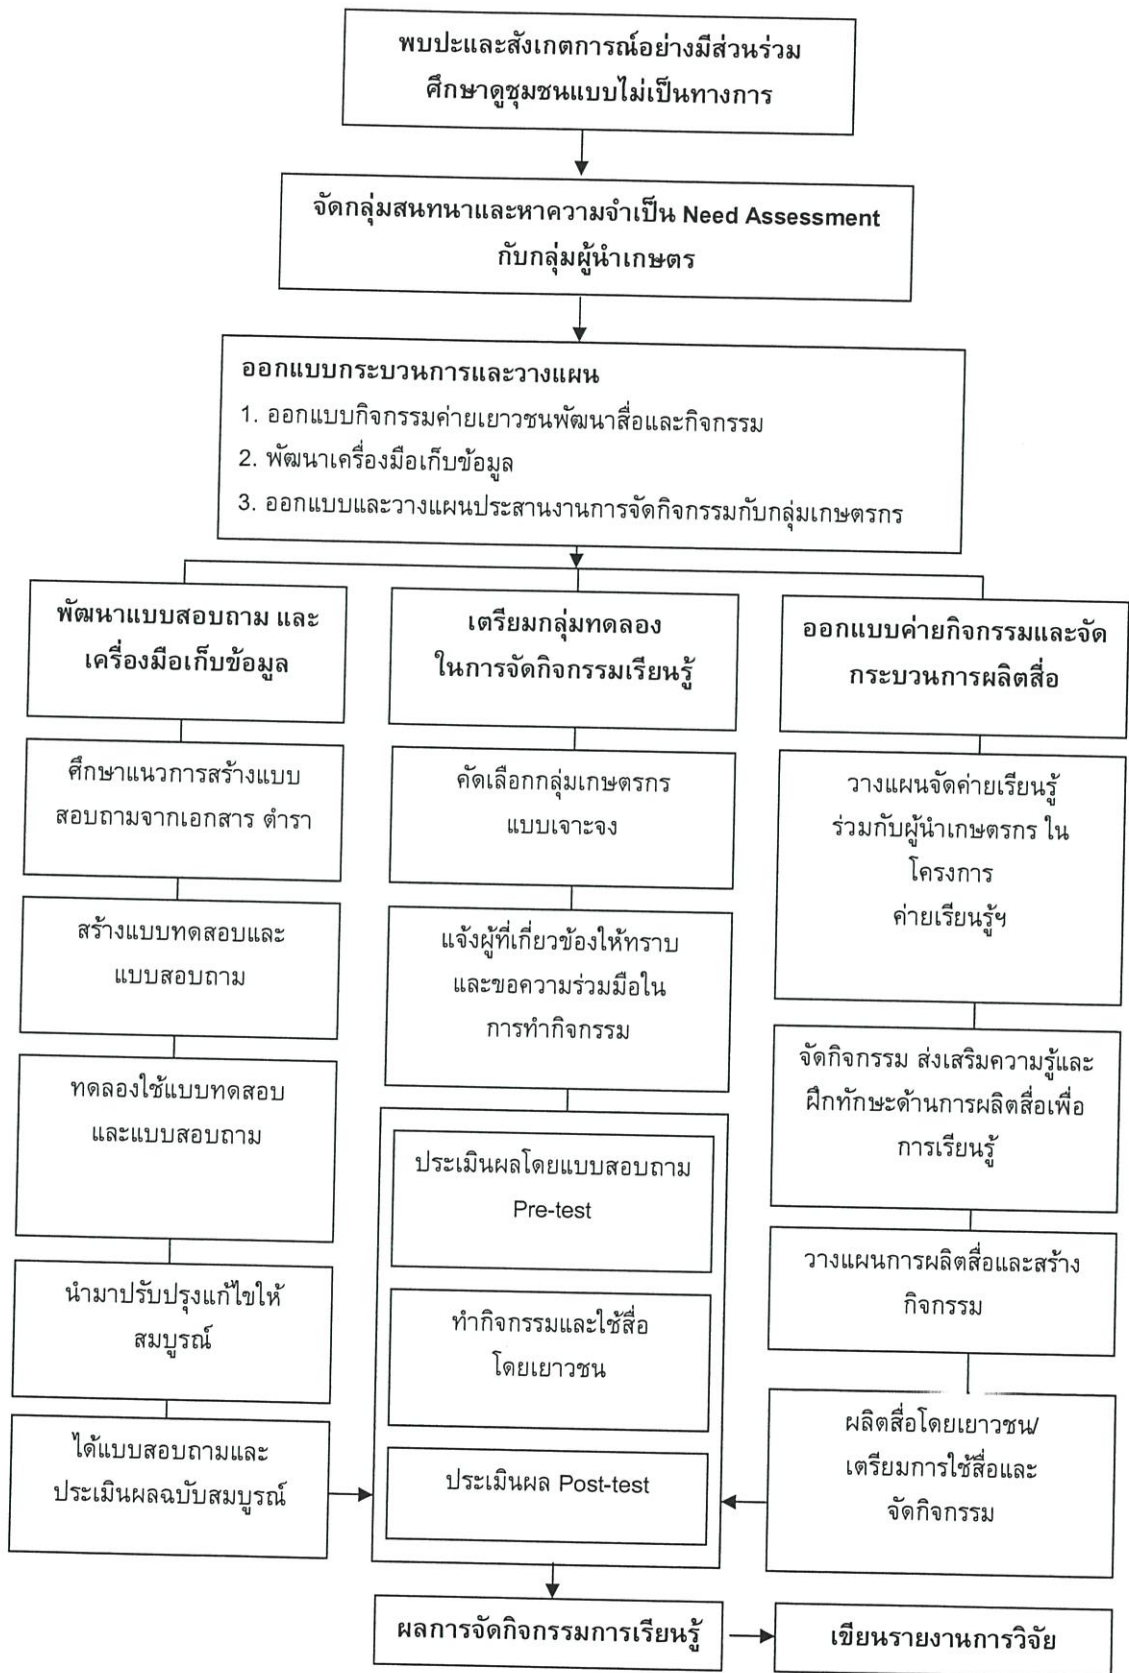 พบปะและสังเกตการณ์อย่างมีส่วนร่วม
ศึกษาดูชุมชนแบบไม่เป็นทางการ
จัดกลุ่มสนทนาและหาความจำเป็น Need Assessment
กับกลุ่มผู้นำเกษตร
ออกแบบกระบวนการและวางแผน
1. ออกแบบกิจกรรมค่ายเยาวชนพัฒนาสื่อและกิจกรรม
2. พัฒนาเครื่องมือเก็บข้อมูล
3. ออกแบบและวางแผนประสานงานการจัดกิจกรรมกับกลุ่มเกษตรกร
พัฒนาแบบสอบถาม และ
เครื่องมือเก็บข้อมูล
ศึกษาแนวการสร้างแบบ
สอบถามจากเอกสาร ตำรา
สร้างแบบทดสอบและ
แบบสอบถาม
ทดลองใช้แบบทดสอบ
และแบบสอบถาม
นำมาปรับปรุงแก้ไขให้
สมบูรณ์
ได้แบบสอบถามและ
ประเมินผลฉบับสมบูรณ์
เตรียมกลุ่มทดลอง
ในการจัดกิจกรรมเรียนรู้
คัดเลือกกลุ่มเกษตรกร
แบบเจาะจง
แจ้งผู้ที่เกี่ยวข้องให้ทราบ
และขอความร่วมมือใน
การทำกิจกรรม
ประเมินผลโดยแบบสอบถาม
Pre-test
ทำกิจกรรมและใช้สื่อ
โดยเยาวชน
ประเมินผล Post-test
ออกแบบค่ายกิจกรรมและจัด
กระบวนการผลิตสื่อ
วางแผนจัดค่ายเรียนรู้
ร่วมกับผู้นำเกษตรกร ใน
โครงการ
ค่ายเรียนรู้ฯ
จัดกิจกรรม ส่งเสริมความรู้และ
ฝึกทักษะด้านการผลิตสื่อเพื่อ
การเรียนรู้
วางแผนการผลิตสื่อและสร้าง
กิจกรรม
ผลิตสื่อโดยเยาวชน/
เตรียมการใช้สื่อและ
จัดกิจกรรม
ผลการจัดกิจกรรมการเรียนรู้
เขียนรายงานการวิจัย